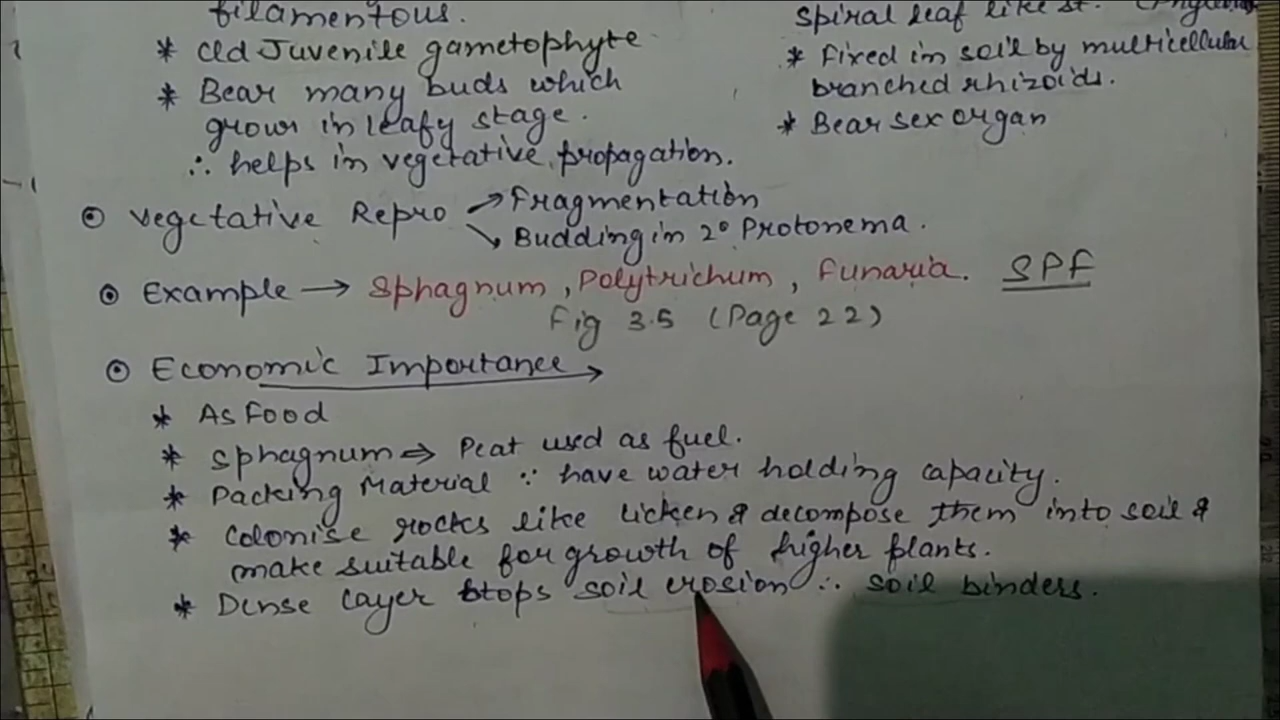 filamentous.
* Cld Juvenile gametophyte
* Bear many buds which
grows in leafy stage.
∴ helps in vegetative propagation.
spiral leaf like st.
* Fixed in soil by multicellular
branched rhizoids.
* Bear sex organ
⊙ Vegetative Repro → Fragmentation
↘ Budding in 2° Protonema.
⊙ Example → Sphagnum, Polytrichum, Funaria. SPF
Fig 3.5 (Page 22)
⊙ Economic Importance →
* As Food
* Sphagnum ⇒ Peat used as fuel.
* Packing Material ∵ have water holding capacity.
* Colonise rocks like licken & decompose them into soil &
make suitable for growth of higher plants.
* Dense layer stops soil erosion ∴ soil binders.